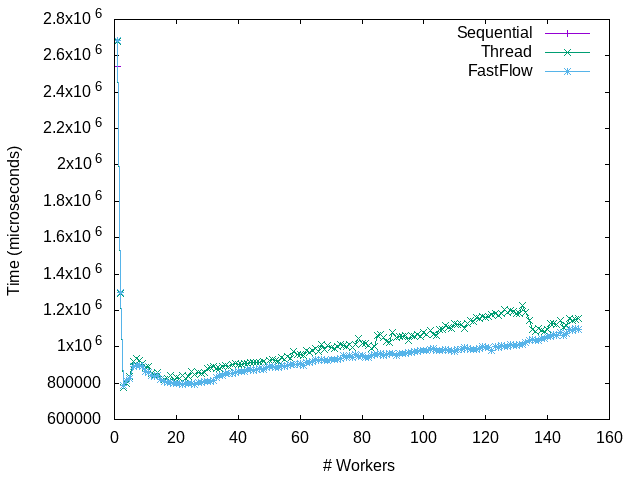 2.8x10 6
2.6x10 6
2.4x10 6
2.2x10 6
2x10 6
1.8x10 6
1.6x10 6
1.4x10 6
1.2x10 6
1x10 6
800000
600000
Time (microseconds)
Sequential
Thread
FastFlow
0 20 40 60 80 100 120 140 160
# Workers